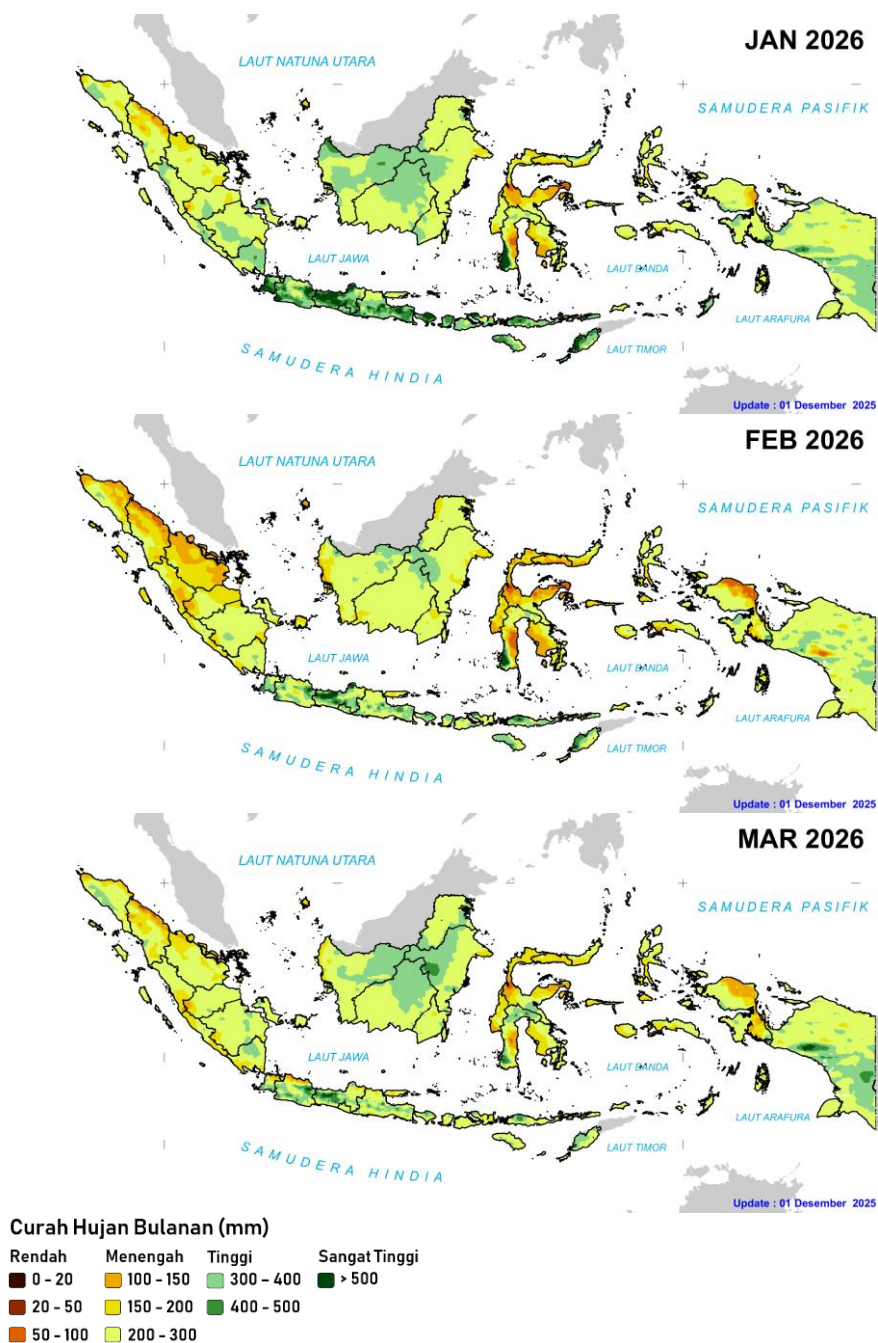 JAN 2026
LAUT NATUNA UTARA
SAMUDERA PASIFIK
LAUT JAWA
LAUT BANDA
LAUT ARAFURA
SAMUDERA HINDIA
LAUT TIMOR
Update : 01 Desember 2025
FEB 2026
LAUT NATUNA UTARA
SAMUDERA PASIFIK
LAUT JAWA
LAUT BANDA
LAUT ARAFURA
SAMUDERA HINDIA
LAUT TIMOR
Update : 01 Desember 2025
MAR 2026
LAUT NATUNA UTARA
SAMUDERA PASIFIK
LAUT JAWA
LAUT BANDA
LAUT ARAFURA
SAMUDERA HINDIA
LAUT TIMOR
Update : 01 Desember 2025
Curah Hujan Bulanan (mm)
Rendah Menengah Tinggi Sangat Tinggi
0 - 20 100 - 150 300 - 400 > 500
20 - 50 150 - 200 400 - 500
50 - 100 200 - 300